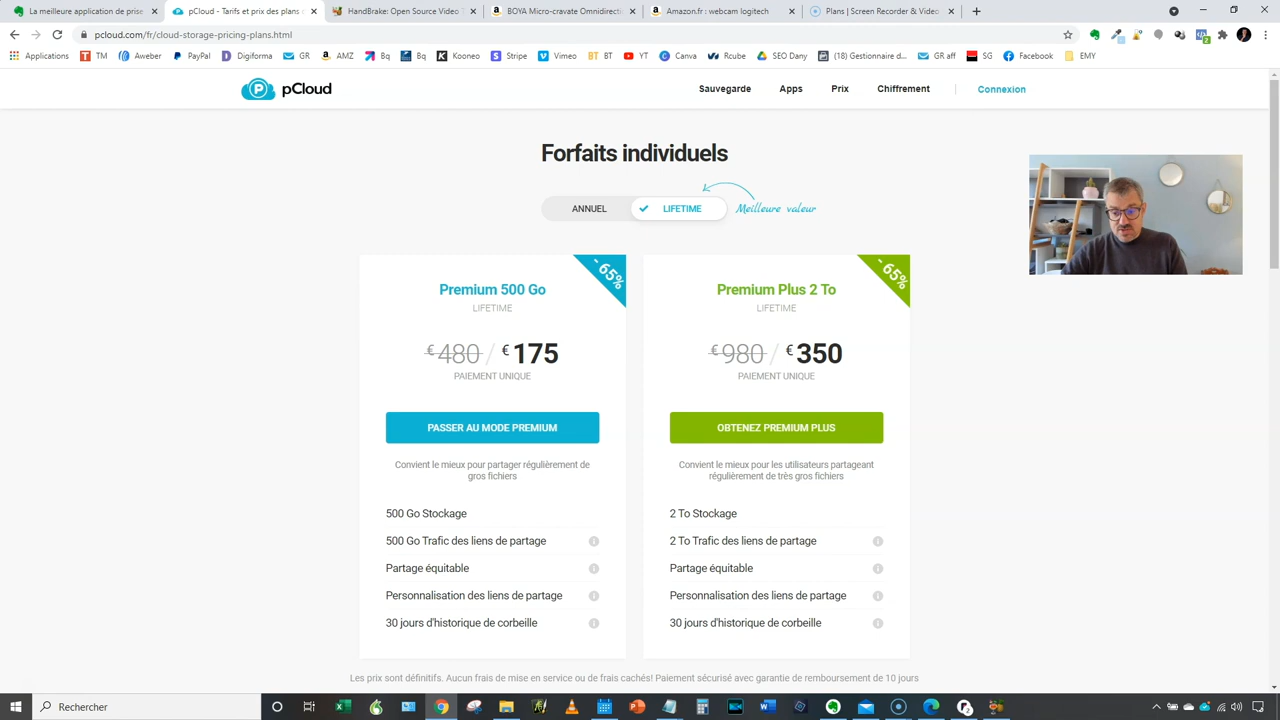 La meilleure application de prise
pCloud - Tarifs et prix des plans c
HandBrake: Open Source Video T
BOYA Micro-cravate Omnidirecti
Amazon.fr : webcam logitech
Plans | Screen Recorder & Video
pcloud.com/fr/cloud-storage-pricing-plans.html
Applications
TM
Aweber
PayPal
Digiforma
GR
AMZ
Bq
Bq
Kooneo
Stripe
Vimeo
BT BT
YT
Canva
Rcube
SEO Dany
(18) Gestionnaire d...
GR aff
SG
Facebook
EMY
pCloud
Sauvegarde
Apps
Prix
Chiffrement
Connexion
Forfaits individuels
ANNUEL
LIFETIME
Meilleure valeur
- 65%
Premium 500 Go
LIFETIME
€480 / €175
PAIEMENT UNIQUE
PASSER AU MODE PREMIUM
Convient le mieux pour partager régulièrement de
gros fichiers
500 Go Stockage
500 Go Trafic des liens de partage
Partage équitable
Personnalisation des liens de partage
30 jours d'historique de corbeille
- 65%
Premium Plus 2 To
LIFETIME
€980 / €350
PAIEMENT UNIQUE
OBTENEZ PREMIUM PLUS
Convient le mieux pour les utilisateurs partageant
régulièrement de très gros fichiers
2 To Stockage
2 To Trafic des liens de partage
Partage équitable
Personnalisation des liens de partage
30 jours d'historique de corbeille
Les prix sont définitifs. Aucun frais de mise en service ou de frais cachés! Paiement sécurisé avec garantie de remboursement de 10 jours
Rechercher